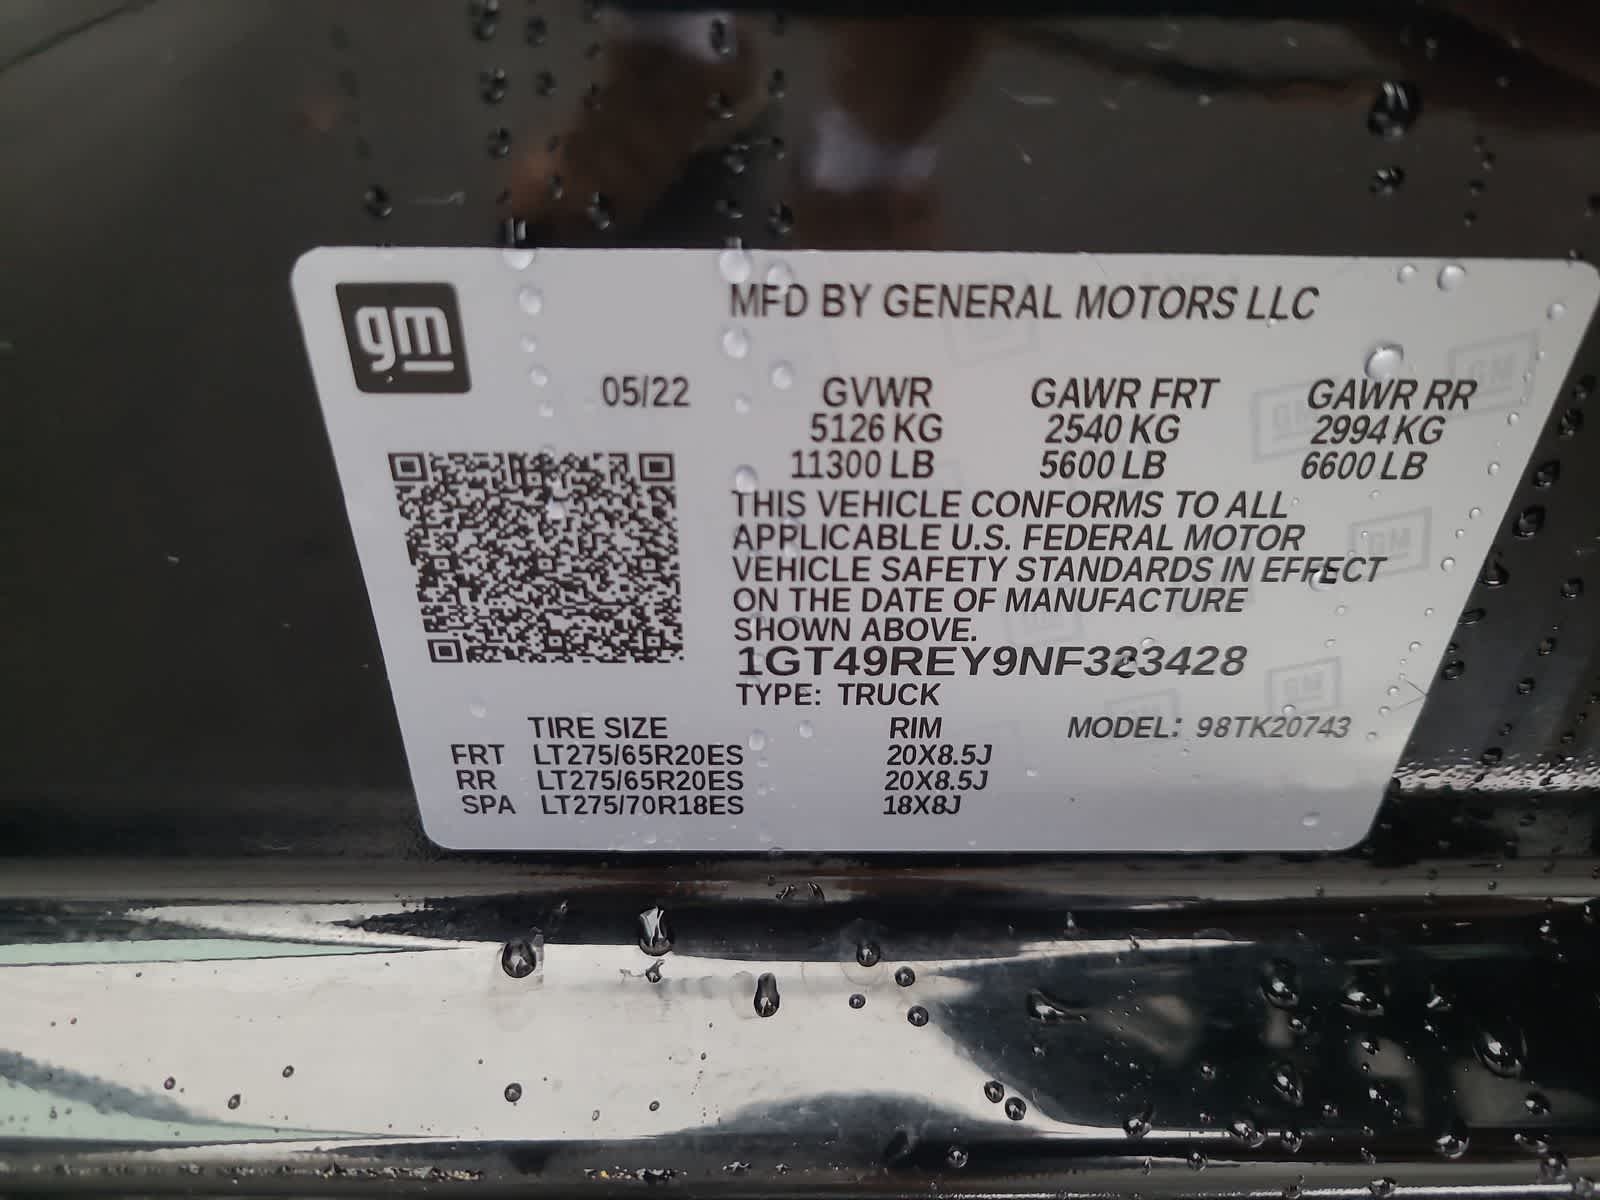 gm
MFD BY GENERAL MOTORS LLC
05/22 GVWR GAWR FRT GAWR RR
5126 KG 2540 KG 2994 KG
11300 LB 5600 LB 6600 LB
THIS VEHICLE CONFORMS TO ALL
APPLICABLE U.S. FEDERAL MOTOR
VEHICLE SAFETY STANDARDS IN EFFECT
ON THE DATE OF MANUFACTURE
SHOWN ABOVE.
1GT49REY9NF323428
TYPE: TRUCK
TIRE SIZE RIM MODEL: 98TK20743
FRT LT275/65R20ES 20X8.5J
RR LT275/65R20ES 20X8.5J
SPA LT275/70R18ES 18X8J